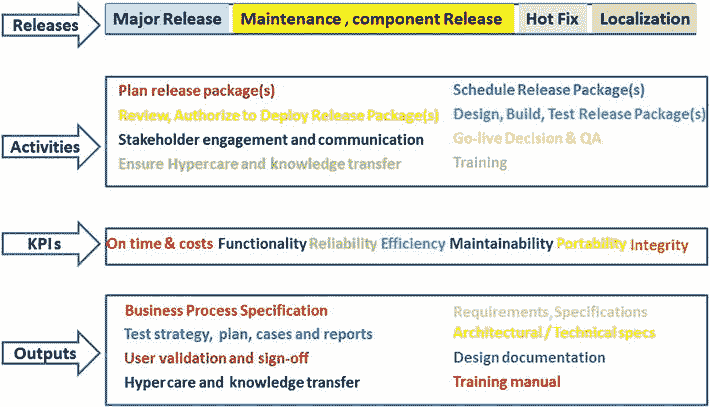 Releases
Major Release Maintenance , component Release Hot Fix Localization
Activities
Plan release package(s)
Schedule Release Package(s)
Review, Authorize to Deploy Release Package(s)
Design, Build, Test Release Package(s)
Stakeholder engagement and communication
Go-live Decision & QA
Ensure Hypercare and knowledge transfer
Training
KPIs
On time & costs Functionality Reliability Efficiency Maintainability Portability Integrity
Outputs
Business Process Specification
Requirements, Specifications
Test strategy, plan, cases and reports
Architectural / Technical specs
User validation and sign-off
Design documentation
Hypercare and knowledge transfer
Training manual